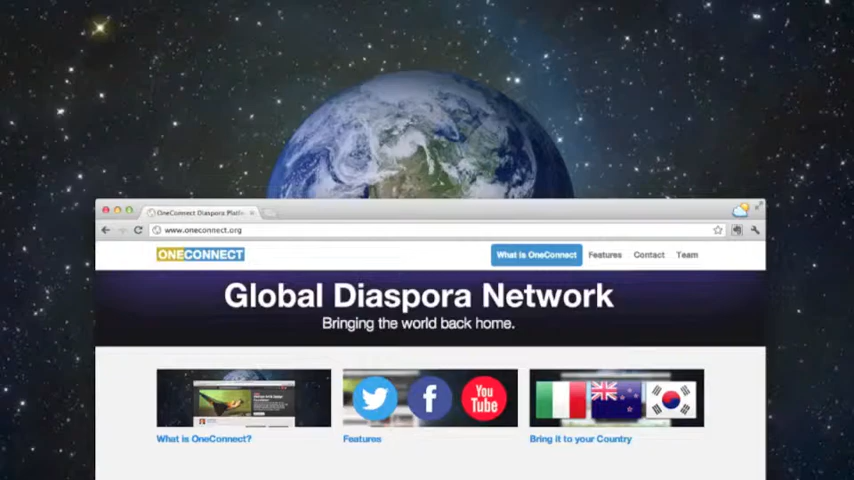 OneConnect Diaspora Platf
www.oneconnect.org
ONECONNECT
What is OneConnect Features Contact Team
Global Diaspora Network
Bringing the world back home.
You
Tube
What is OneConnect? Features Bring it to your Country